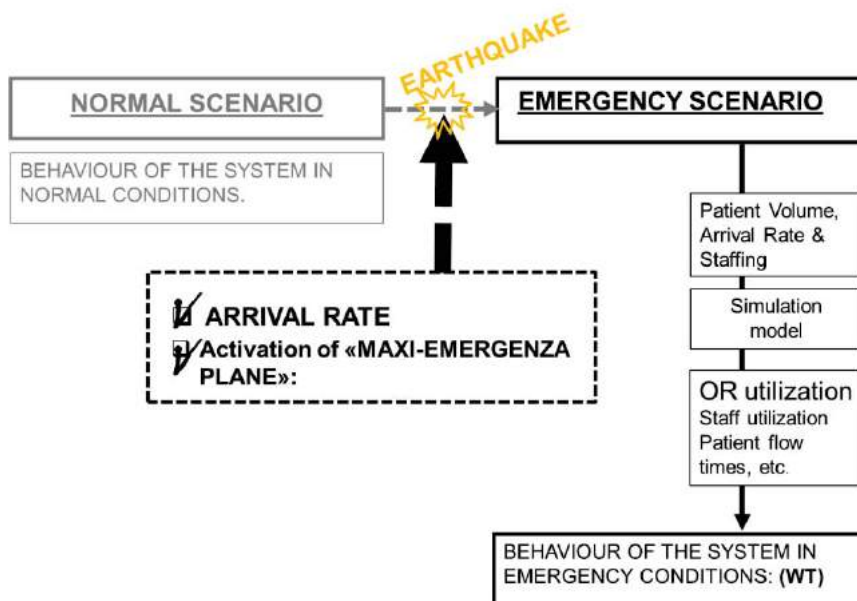 EARTHQUAKE
NORMAL SCENARIO
EMERGENCY SCENARIO
BEHAVIOUR OF THE SYSTEM IN
NORMAL CONDITIONS.
Patient Volume,
Arrival Rate &
Staffing
ARRIVAL RATE
Activation of «MAXI-EMERGENZA
PLANE»:
Simulation
model
OR utilization
Staff utilization
Patient flow
times, etc.
BEHAVIOUR OF THE SYSTEM IN
EMERGENCY CONDITIONS: (WT)